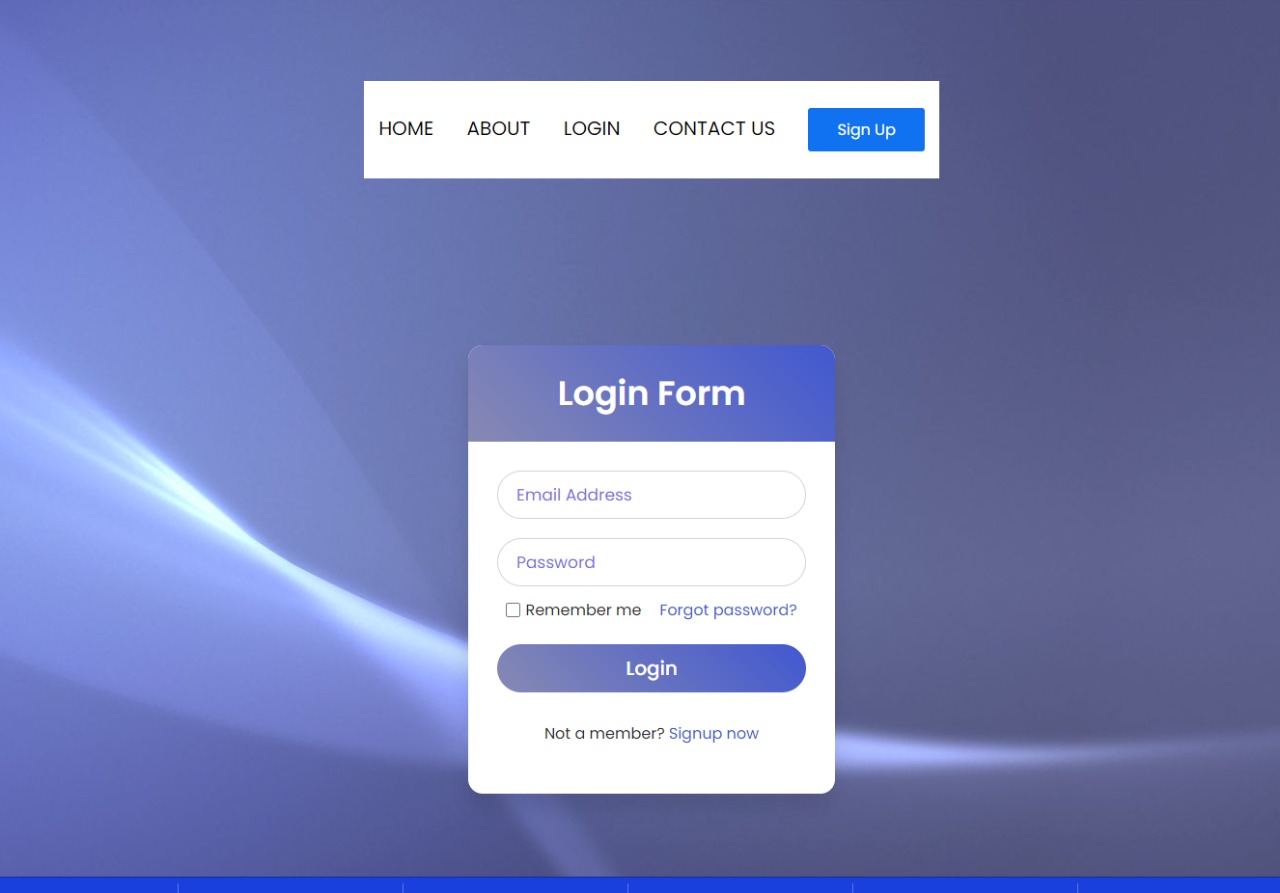 HOME ABOUT LOGIN CONTACT US Sign Up
Login Form
Email Address
Password
Remember me Forgot password?
Login
Not a member? Signup now